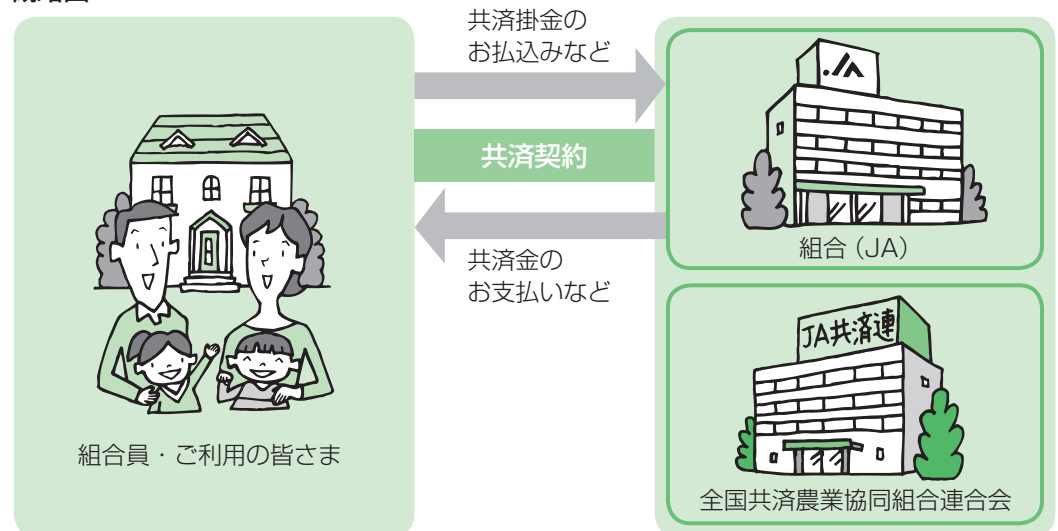 共済掛金の
お払込みなど
共済契約
共済金の
お支払いなど
組合員・ご利用の皆さま
JA
組合（JA）
JA共済連
全国共済農業協同組合連合会